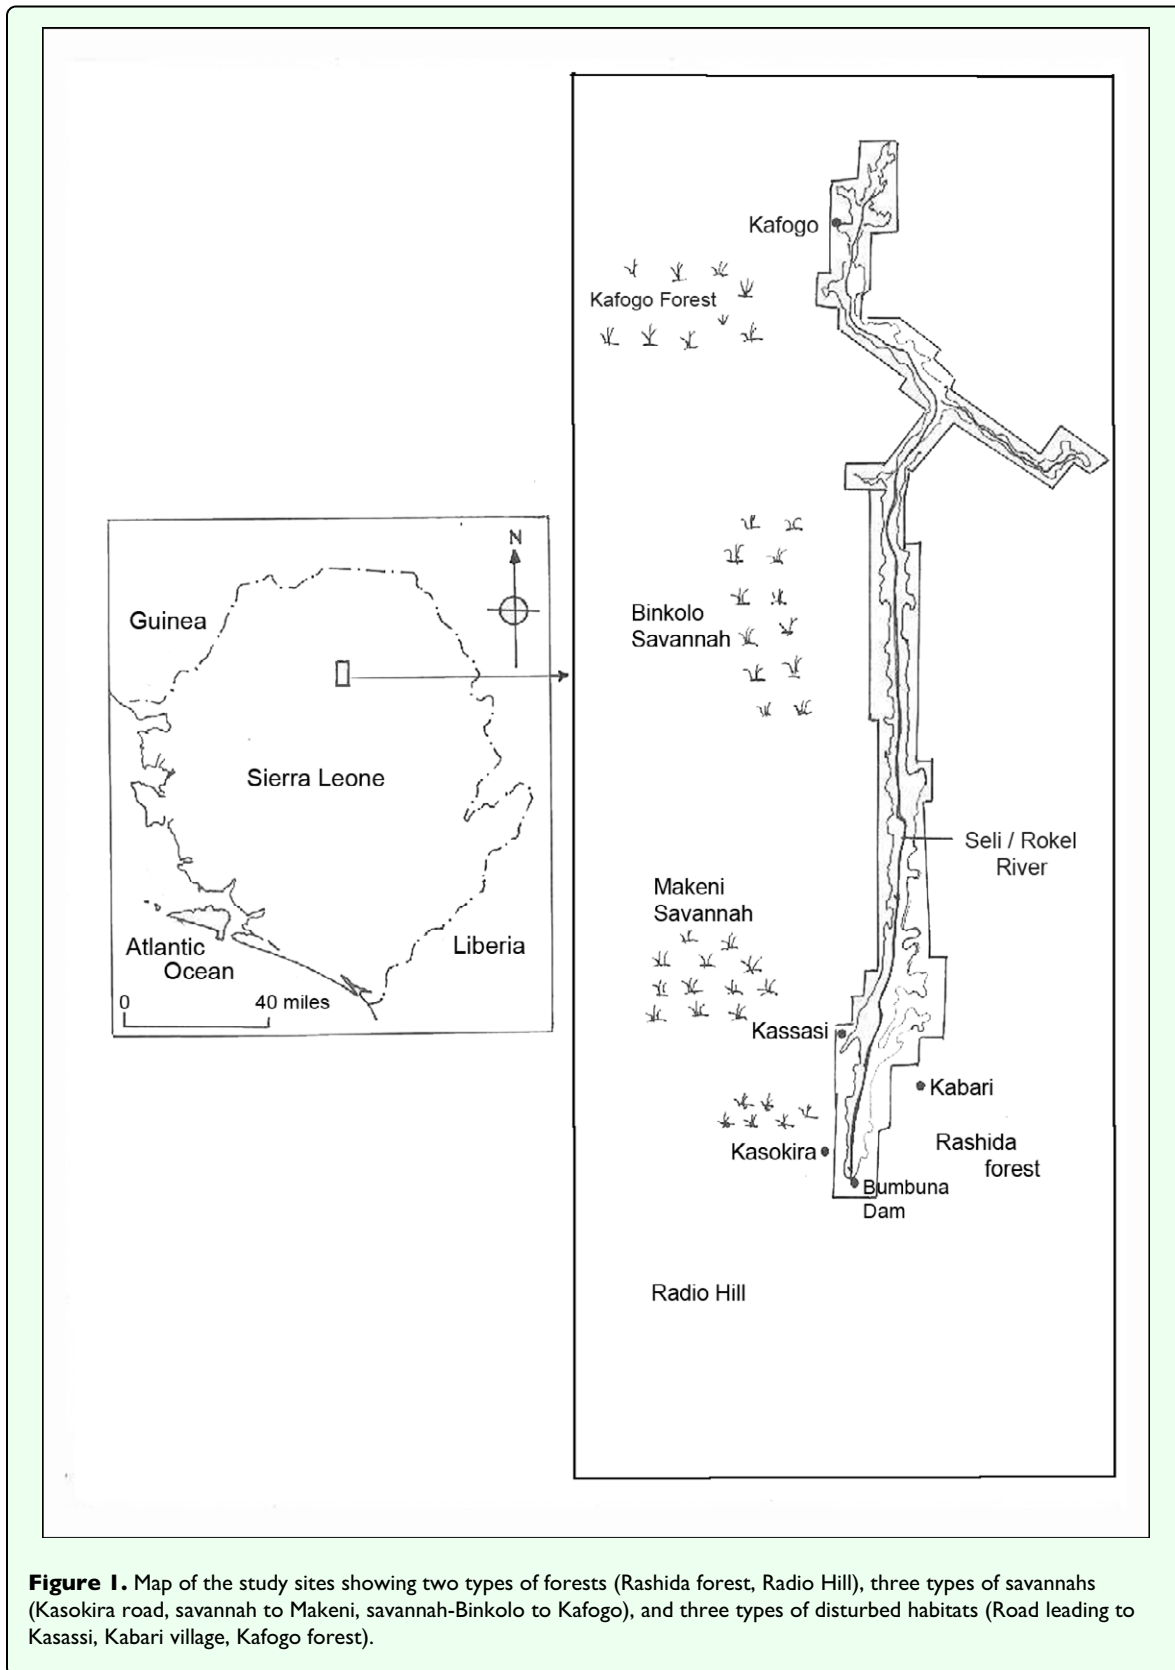 Kafogo
Kafogo Forest
N
Guinea
Binkolo
Savannah
Sierra Leone
Seli / Rokel
River
Makeni
Savannah
Atlantic
Ocean
Liberia
0 40 miles
Kassasi
Kabari
Kasokira
Rashida
forest
Bumbuna
Dam
Radio Hill
Figure 1. Map of the study sites showing two types of forests (Rashida forest, Radio Hill), three types of savannahs
(Kasokira road, savannah to Makeni, savannah-Binkolo to Kafogo), and three types of disturbed habitats (Road leading to
Kasassi, Kabari village, Kafogo forest).